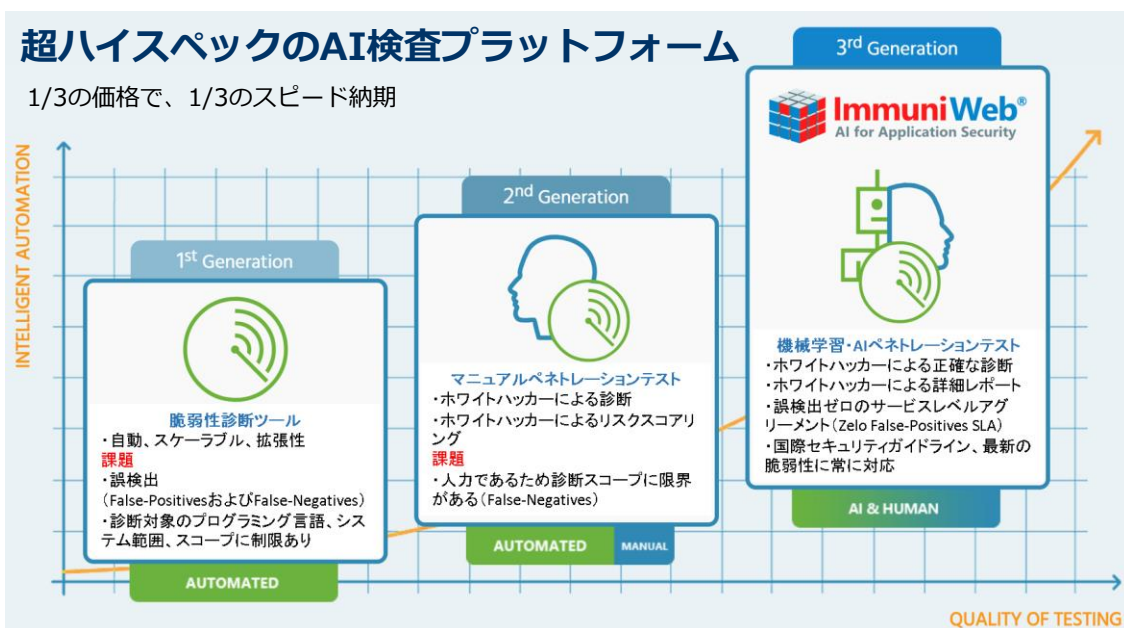 超ハイスペックのAI検査プラットフォーム
1/3の価格で、1/3のスピード納期
INTELLIGENT AUTOMATION
1st Generation
脆弱性診断ツール
・自動、スケーラブル、拡張性
課題
・誤検出
（False-PositivesおよびFalse-Negatives）
・診断対象のプログラミング言語、シス
テム範囲、スコープに制限あり
AUTOMATED
2nd Generation
マニュアルペネトレーションテスト
・ホワイトハッカーによる診断
・ホワイトハッカーによるリスクスコアリ
ング
課題
・人力であるため診断スコープに限界
がある（False-Negatives）
AUTOMATED
MANUAL
3rd Generation
ImmuniWeb®
AI for Application Security
機械学習・AIペネトレーションテスト
・ホワイトハッカーによる正確な診断
・ホワイトハッカーによる詳細レポート
・誤検出ゼロのサービスレベルアグ
リーメント（Zelo False-Positives SLA）
・国際セキュリティガイドライン、最新の
脆弱性に常に対応
AI & HUMAN
QUALITY OF TESTING